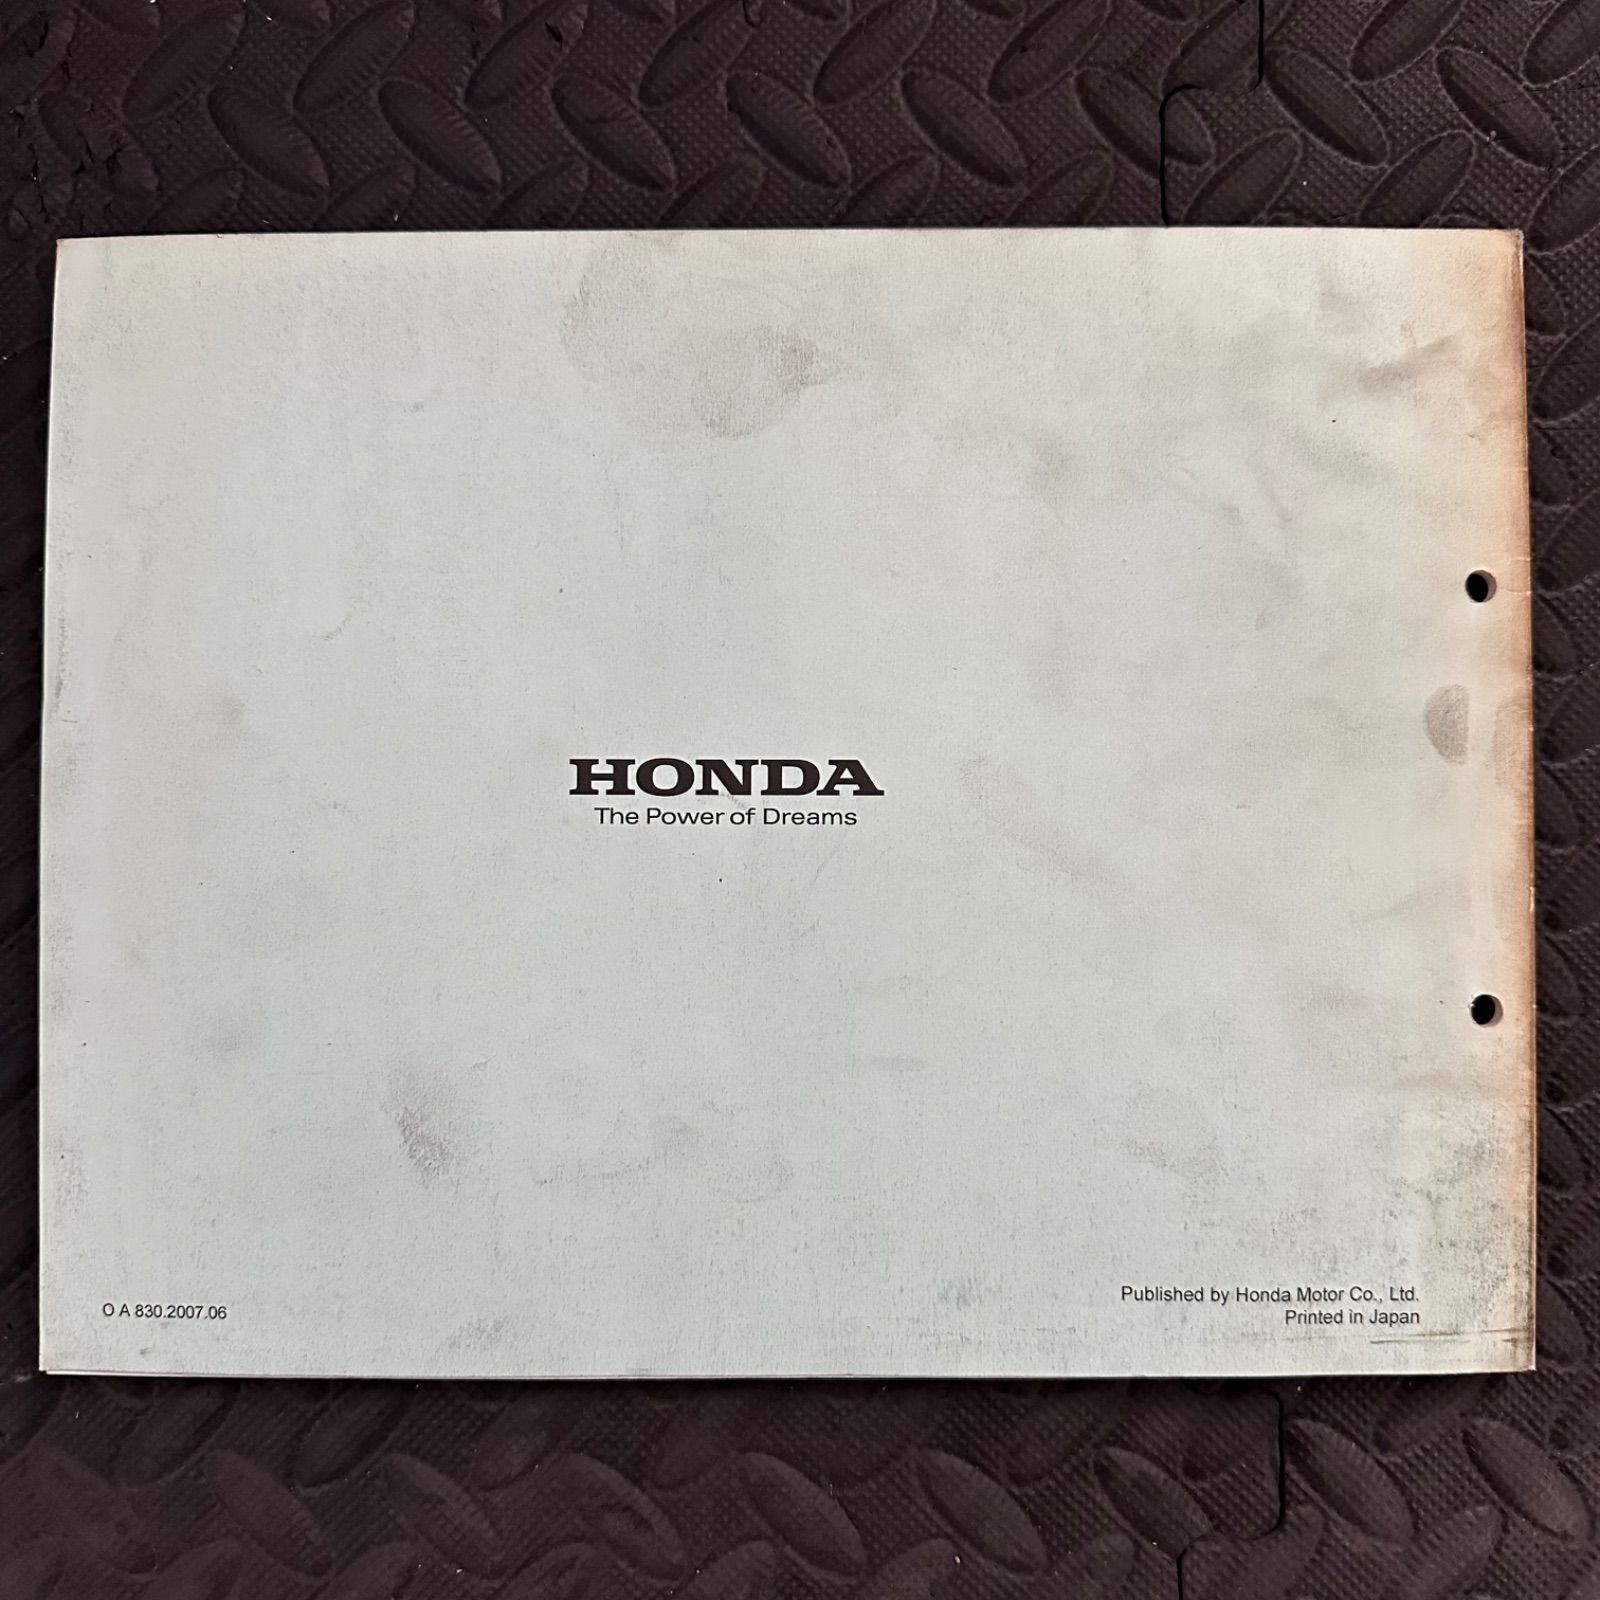 HONDA
The Power of Dreams
O A 830.2007.06
Published by Honda Motor Co., Ltd.
Printed in Japan